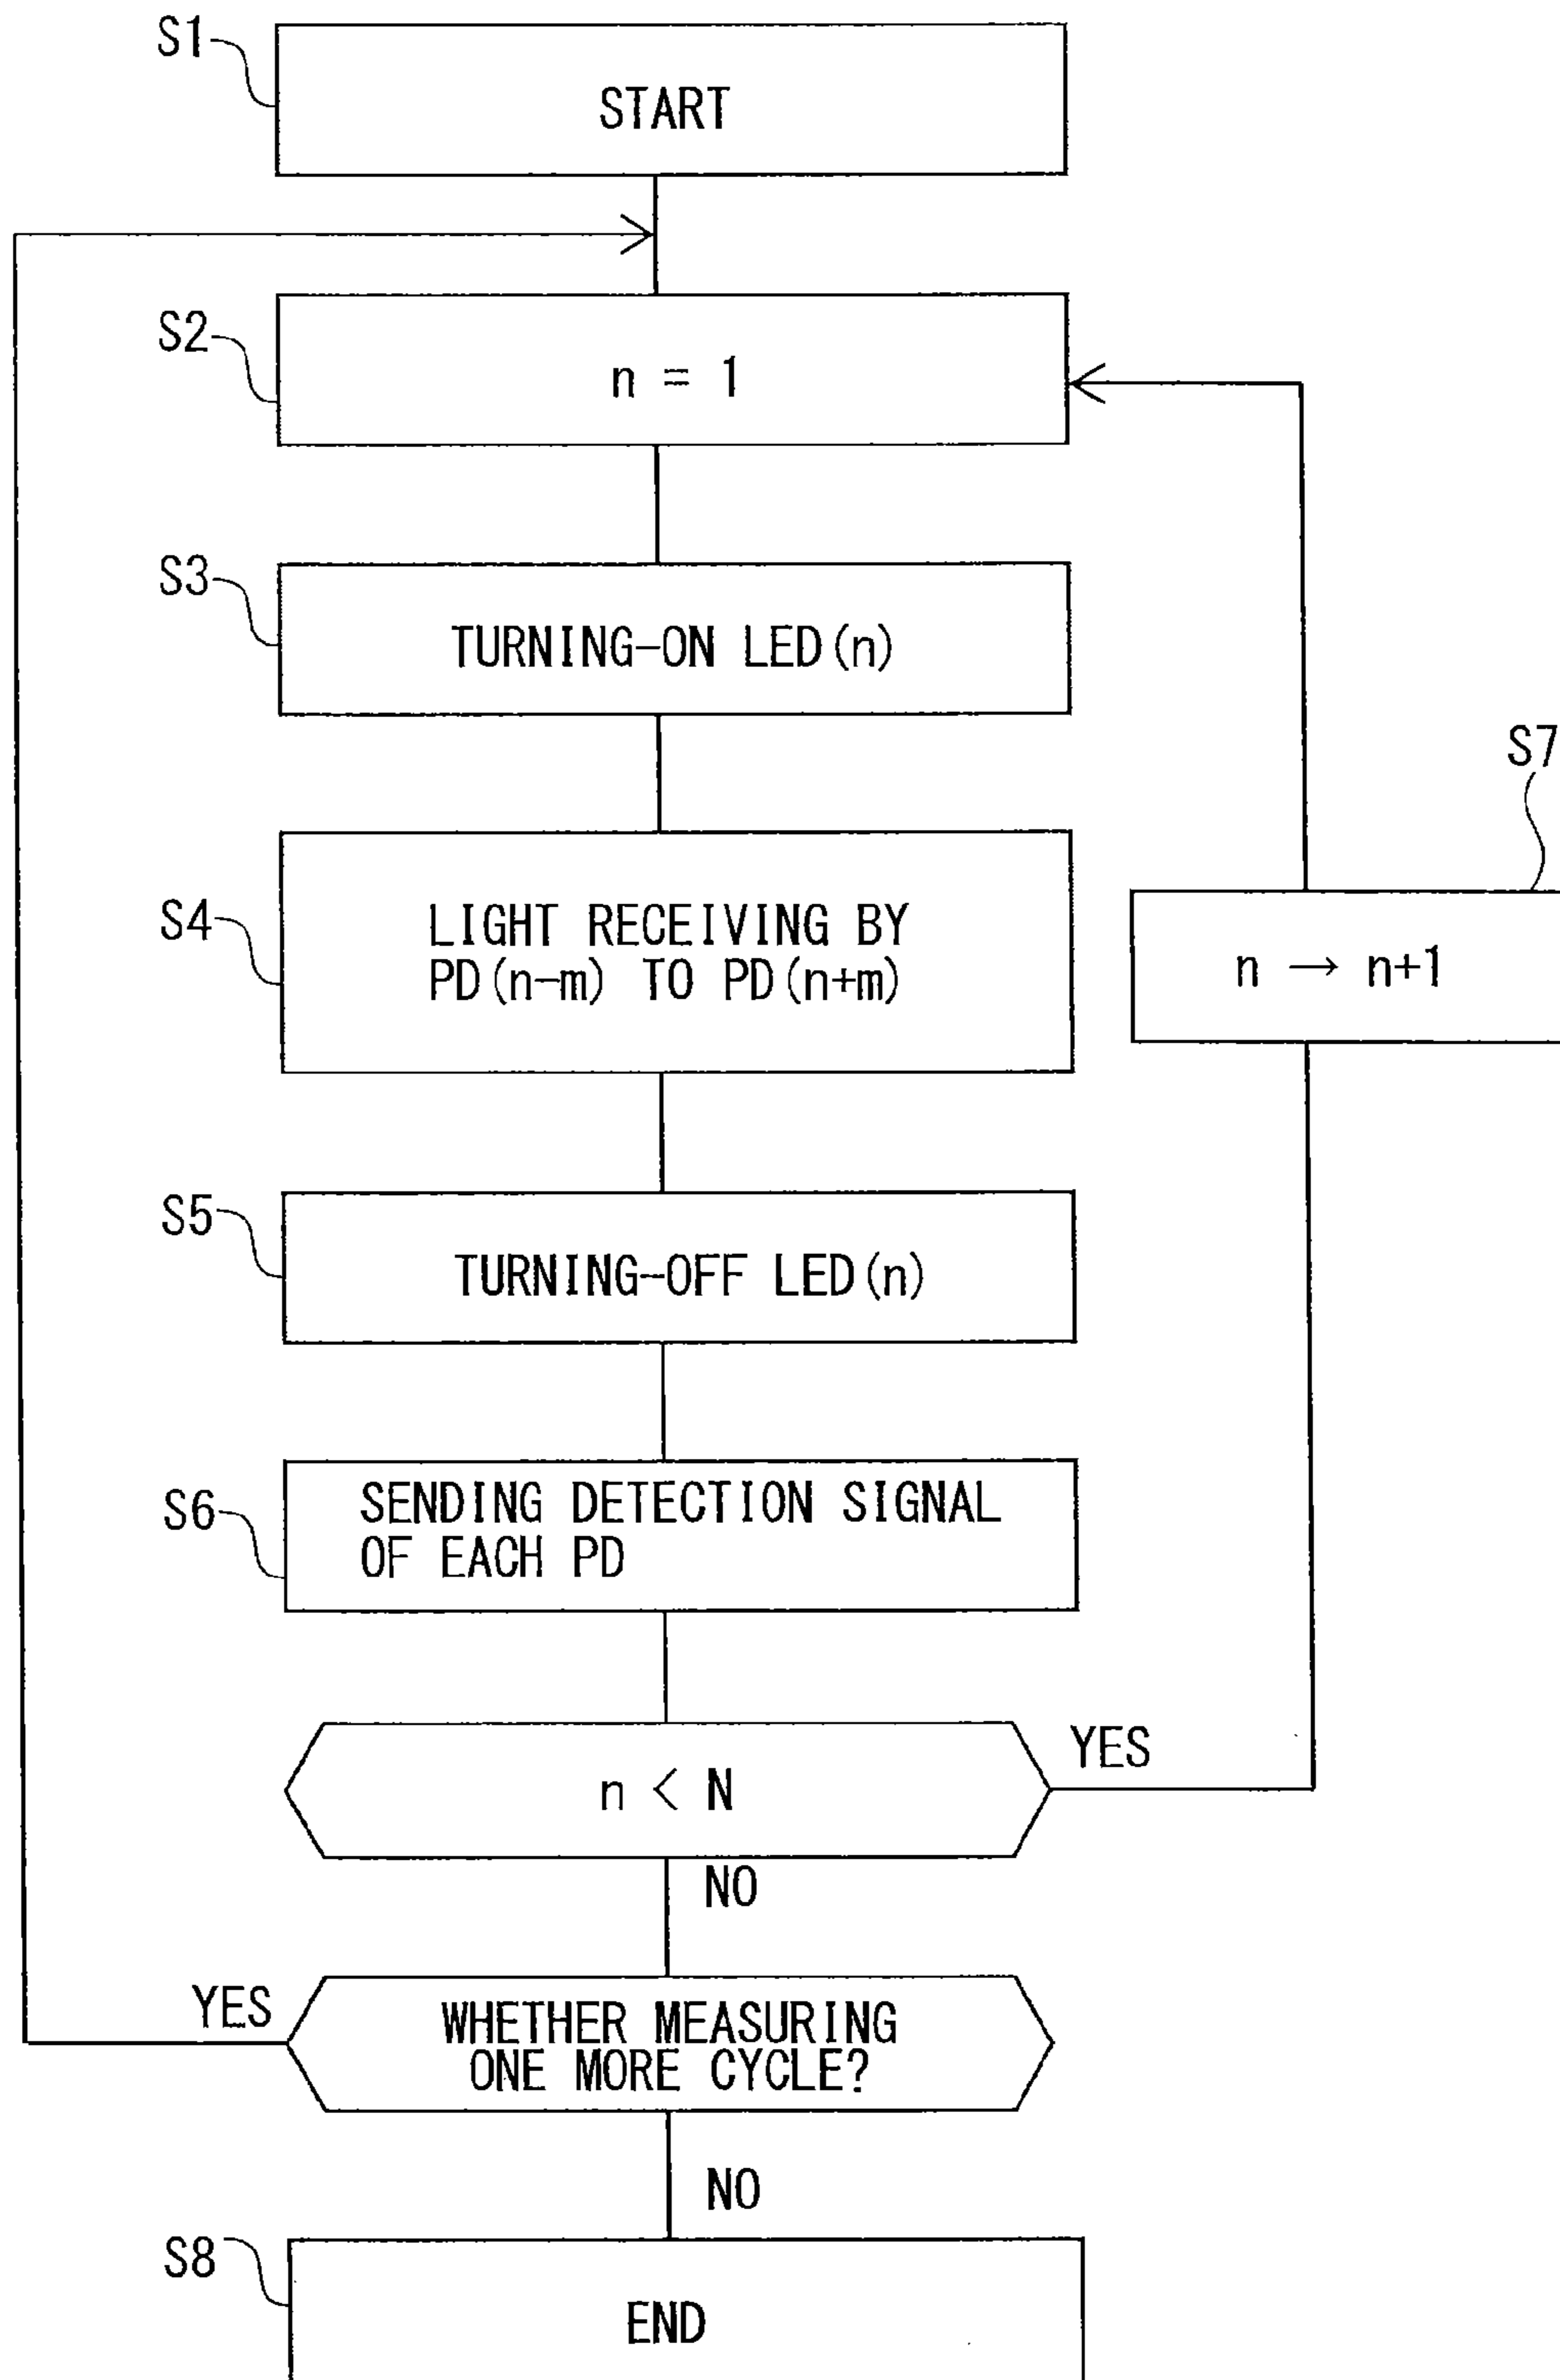 S1
START
S2
n = 1
S3
TURNING-ON LED(n)
S7
S4
LIGHT RECEIVING BY
PD(n-m) TO PD(n+m)
n → n+1
S5
TURNING-OFF LED(n)
S6
SENDING DETECTION SIGNAL
OF EACH PD
YES
n < N
NO
YES
WHETHER MEASURING
ONE MORE CYCLE?
NO
S8
END